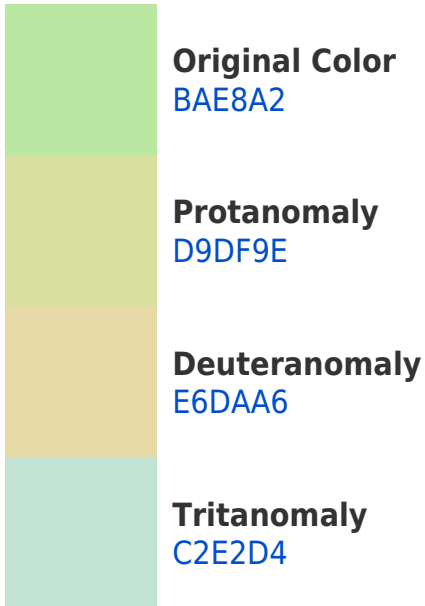 Original Color
BAE8A2
Protanomaly
D9DF9E
Deuteranomaly
E6DAA6
Tritanomaly
C2E2D4